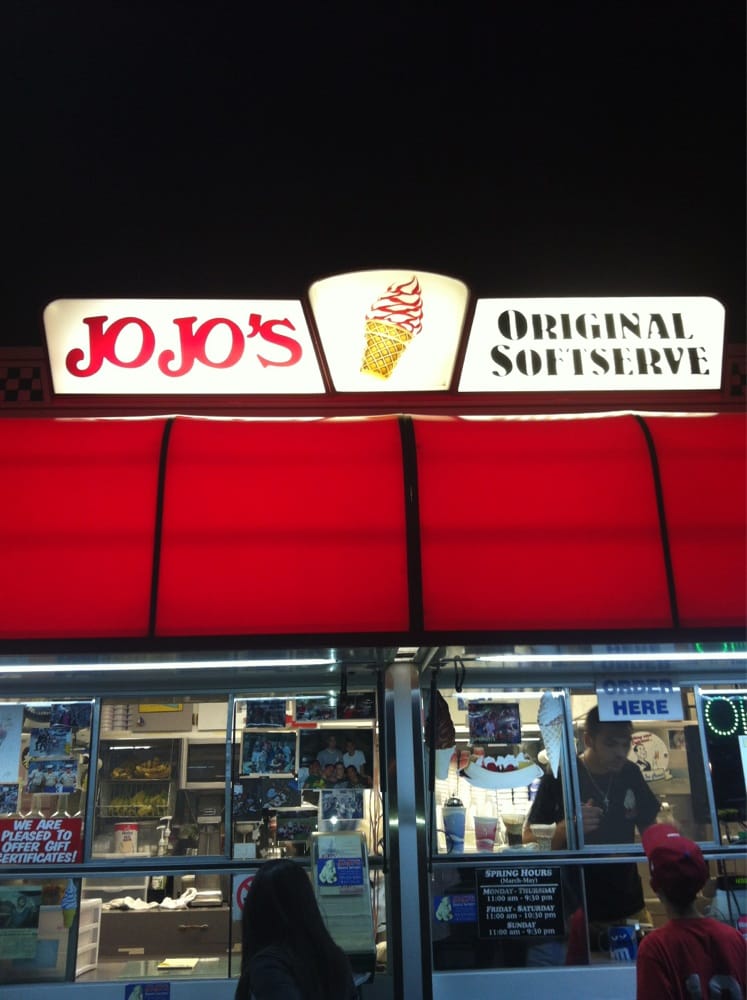 JOJO'S
ORIGINAL
SOFTSERVE
ORDER
HERE
WE ARE
PLEASED TO
OFFER GIFT
CERTIFICATES!
SPRING HOURS
(MARCH-MAY)
MONDAY - THURSDAY
11:00 am - 9:30 pm
FRIDAY - SATURDAY
11:00 am - 10:30 pm
SUNDAY
11:00 am - 9:30 pm